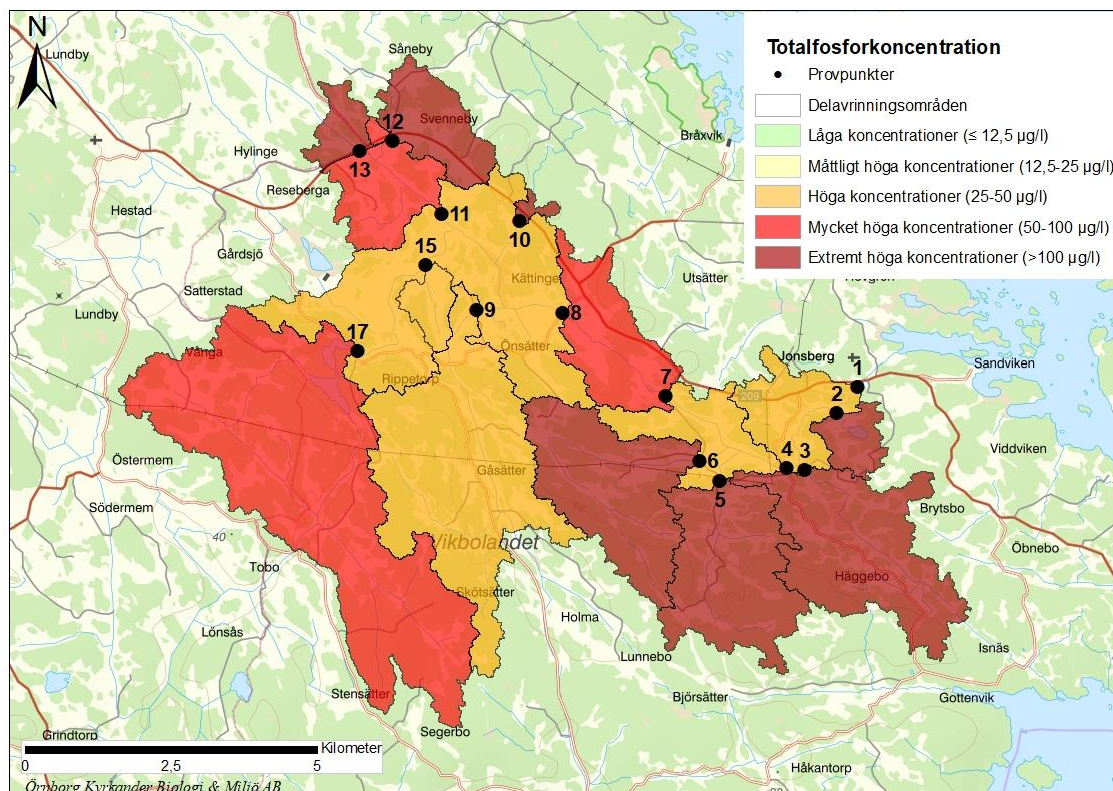 N
Lundby
Såneby
Totalfosforkoncentration
Provpunkter
Delavrinningsområden
Låga koncentrationer (≤ 12,5 µg/l)
Måttligt höga koncentrationer (12,5-25 µg/l)
Höga koncentrationer (25-50 µg/l)
Mycket höga koncentrationer (50-100 µg/l)
Extremt höga koncentrationer (>100 µg/l)
Svenneby
12
Bråxvik
Hylinge
13
Reseberga
Hestad
11
10
15
Gårdsjö
Kättinge
Utsätter
Satterstad
Lundby
9
8
17
Önsätter
Vånga
Jonsberg
Sandviken
1
Rippetorp
7
209
2
Viddviken
Östermem
Gåsätter
6
4
3
5
Södermem
Brytsbo
40
Vikbolandet
Öbnebo
Tobo
Häggebo
Skötsätter
Holma
Lönsås
Isnäs
Lunnebo
Stensätter
Björsätter
Gottenvik
Segerbo
Grindtorp
Kilometer
0
2,5
5
Håkantorp
Örnborg Kyrkander Biologi & Miljö AB